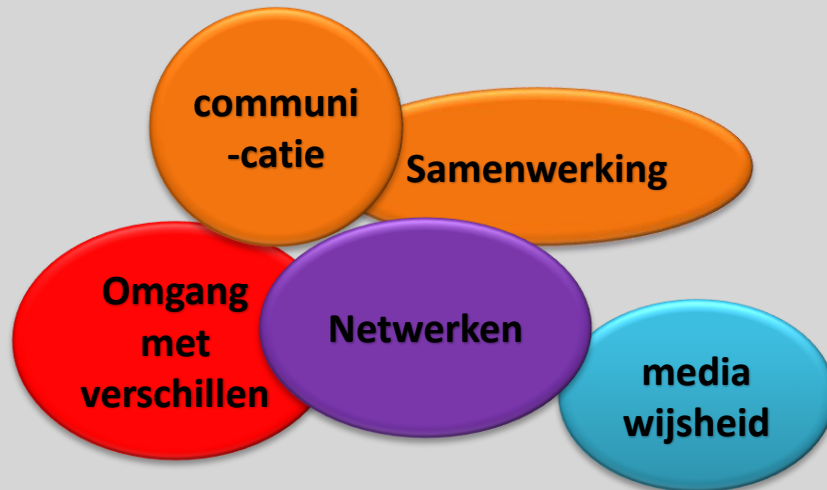 communi
-catie
Samenwerking
Omgang
met
verschillen
Netwerken
media
wijsheid